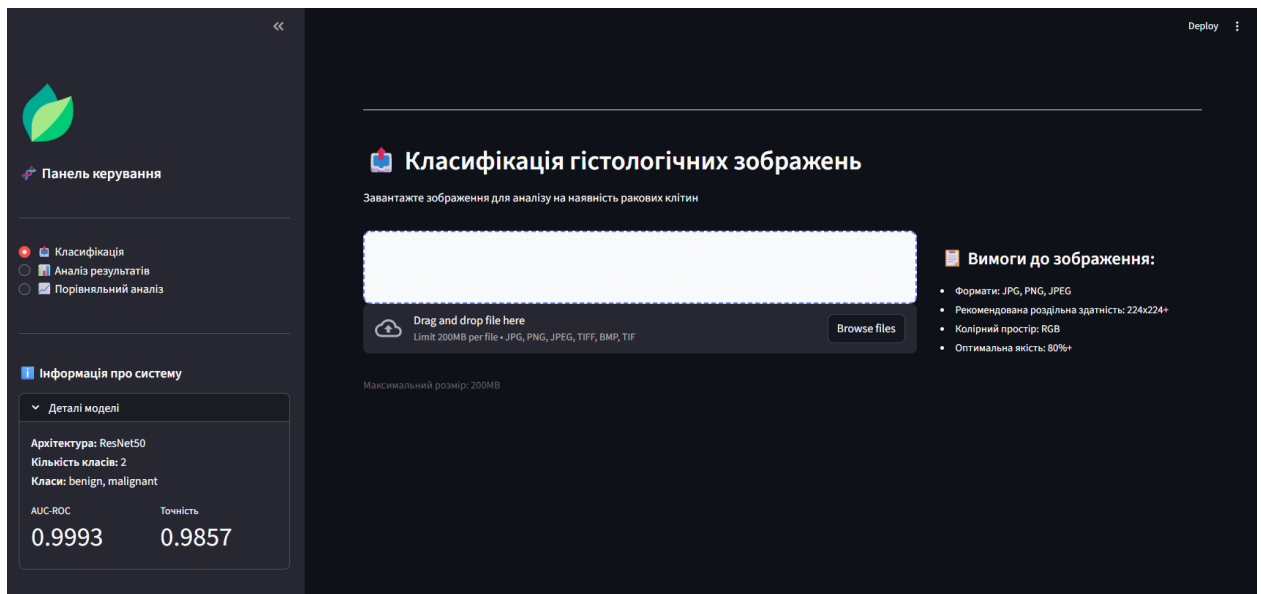 Deploy
Панель керування
Класифікація
Аналіз результатів
Порівняльний аналіз
Інформація про систему
Деталі моделі
Архітектура: ResNet50
Кількість класів: 2
Класи: benign, malignant
AUC-ROC
Точність
0.9993
0.9857
Класифікація гістологічних зображень
Завантажте зображення для аналізу на наявність ракових клітин
Drag and drop file here
Limit 200MB per file • JPG, PNG, JPEG, TIFF, BMP, TIF
Browse files
Максимальний розмір: 200MB
Вимоги до зображення:
• Формати: JPG, PNG, JPEG
• Рекомендована роздільна здатність: 224x224+
• Колірний простір: RGB
• Оптимальна якість: 80%+